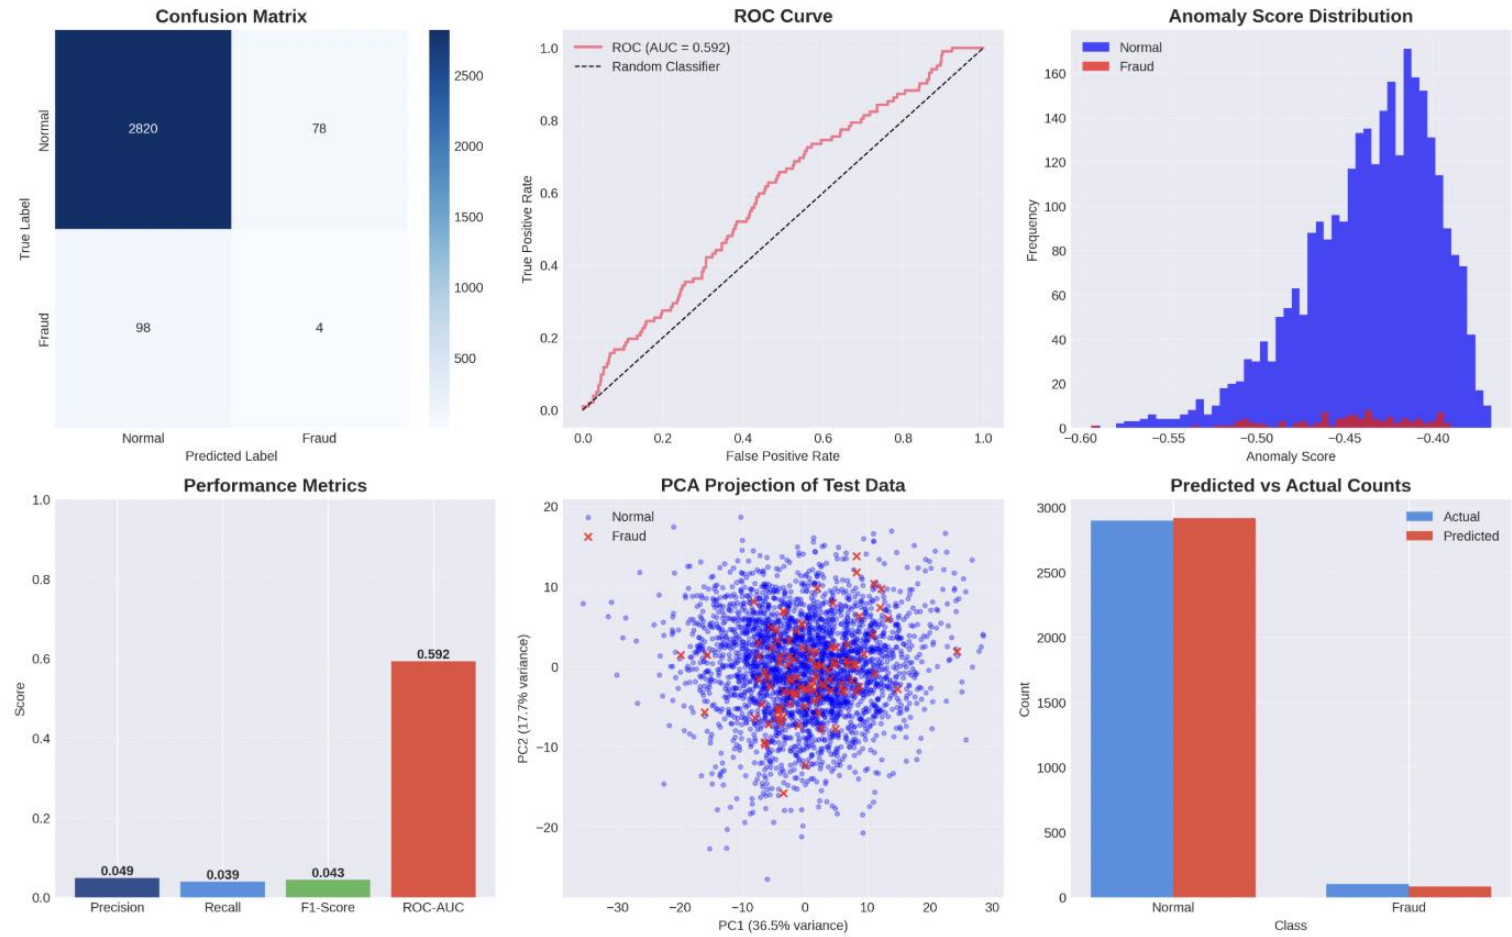 Confusion Matrix
True Label
Normal
Fraud
2820
78
98
4
Normal
Fraud
Predicted Label
2500
2000
1500
1000
500
ROC Curve
ROC (AUC = 0.592)
Random Classifier
True Positive Rate
1.0
0.8
0.6
0.4
0.2
0.0
0.0 0.2 0.4 0.6 0.8 1.0
False Positive Rate
Anomaly Score Distribution
Normal
Fraud
Frequency
160
140
120
100
80
60
40
20
0
−0.60 −0.55 −0.50 −0.45 −0.40
Anomaly Score
Performance Metrics
Score
1.0
0.8
0.6
0.4
0.2
0.0
0.049
0.039
0.043
0.592
Precision Recall F1-Score ROC-AUC
PCA Projection of Test Data
Normal
Fraud
PC2 (17.7% variance)
20
10
0
−10
−20
−30 −20 −10 0 10 20 30
PC1 (36.5% variance)
Predicted vs Actual Counts
Actual
Predicted
Count
3000
2500
2000
1500
1000
500
0
Normal Fraud
Class